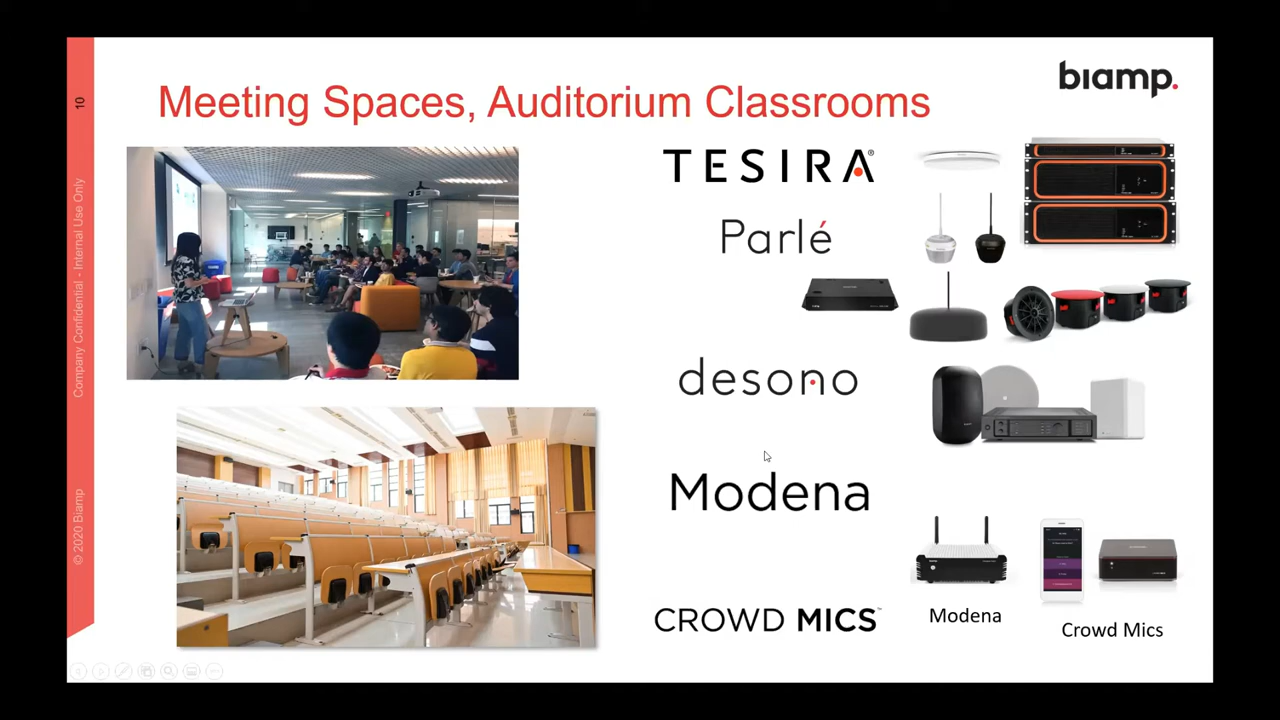 10
Company Confidential - Internal Use Only
© 2020 Biamp
Meeting Spaces, Auditorium Classrooms
biamp.
TESIRA®
Parlé
desono
Modena
CROWD MICS™
Modena
Crowd Mics